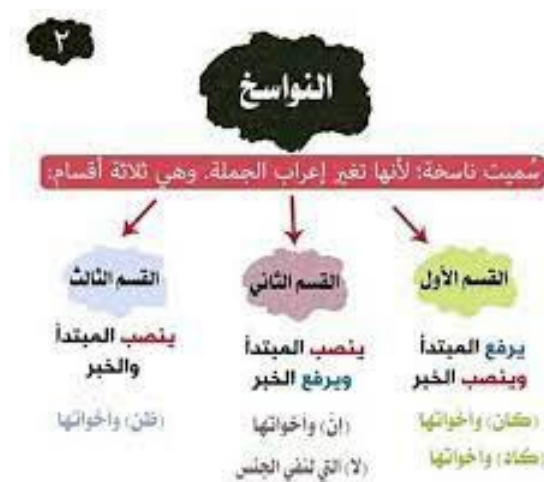 ٢
النواسخ
سُميت ناسخة؛ لأنها تغير إعراب الجملة. وهي ثلاثة أقسام:
القسم الأول
يرفع المبتدأ
وينصب الخبر
(كان) وأخواتها
(كاد) وأخواتها
القسم الثاني
ينصب المبتدأ
ويرفع الخبر
(إن) وأخواتها
(لا) التي لنفي الجنس
القسم الثالث
ينصب المبتدأ
والخبر
(ظن) وأخواتها